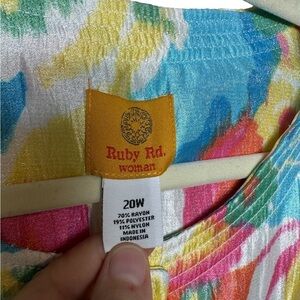 Ruby Rd.
woman
20W
70% RAYON
19% POLYESTER
11% NYLON
MADE IN
INDONESIA